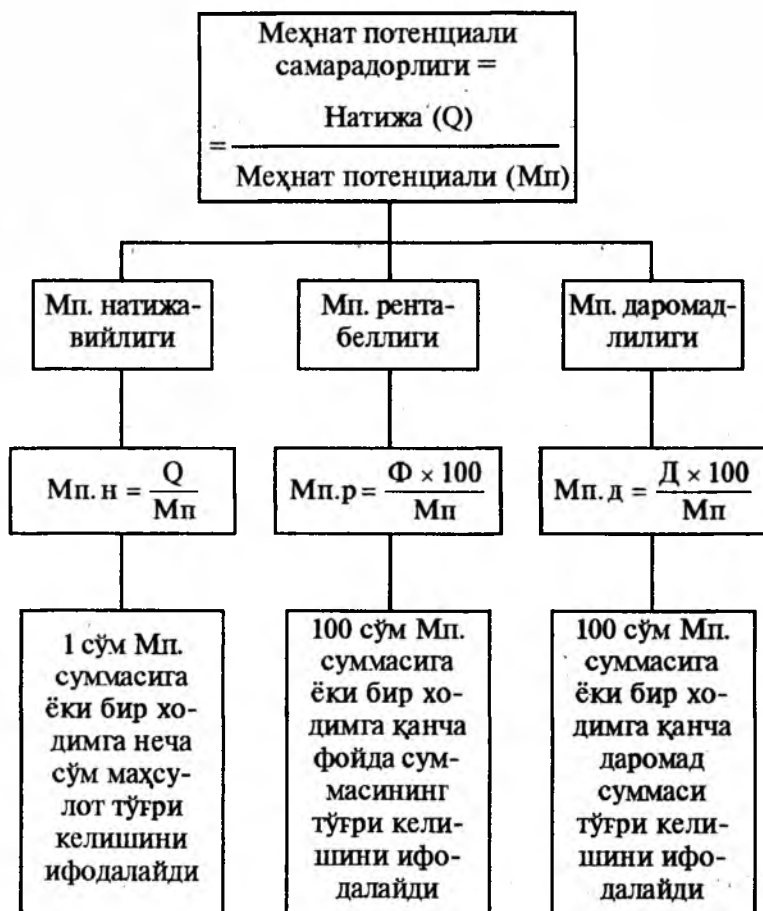 Меҳнат потенциали
самарадорлиги =
= Натижа (Q)
Меҳнат потенциали (Мп)
Мп. натижа-
вийлиги
Мп. рента-
беллиги
Мп. даромад-
лилиги
Мп. н = Q
Мп
Мп.р = Ф × 100
Мп
Мп. д = Д × 100
Мп
1 сўм Мп.
суммасига
ёки бир хо-
димга неча
сўм маҳсу-
лот тўғри
келишини
ифодалайди
100 сўм Мп.
суммасига
ёки бир хо-
димга қанча
фойда сум-
масининг
тўғри кели-
шини ифо-
далайди
100 сўм Мп.
суммасига
ёки бир хо-
димга қанча
даромад
суммаси
тўғри кели-
шини ифо-
далайди